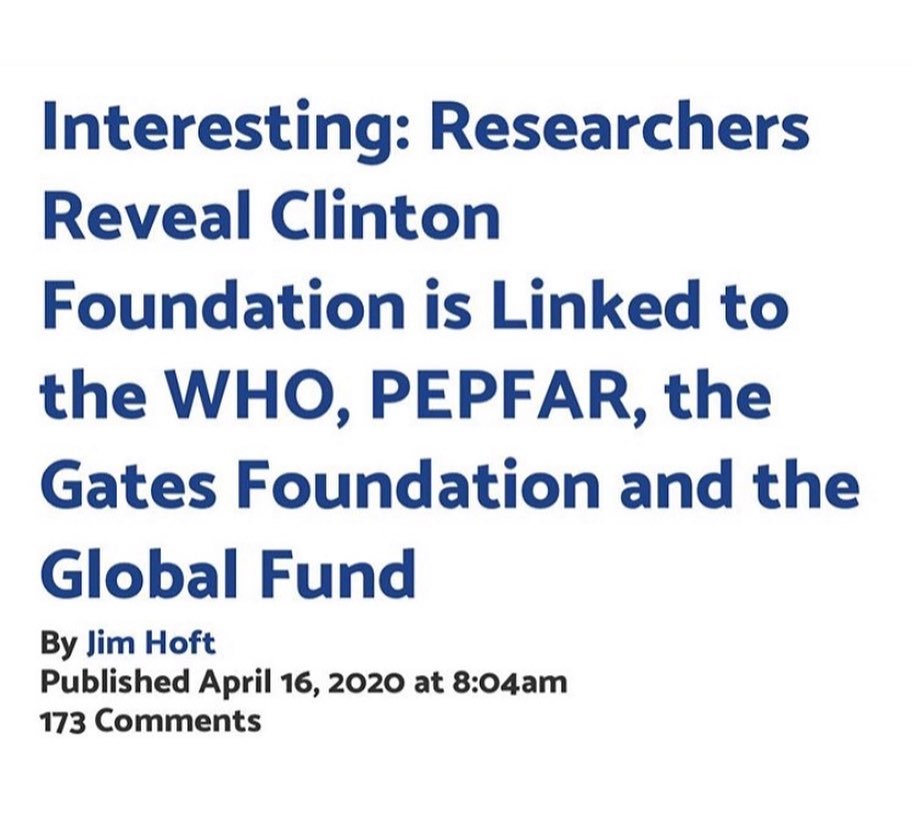 Interesting: Researchers
Reveal Clinton
Foundation is Linked to
the WHO, PEPFAR, the
Gates Foundation and the
Global Fund
By Jim Hoft
Published April 16, 2020 at 8:04am
173 Comments